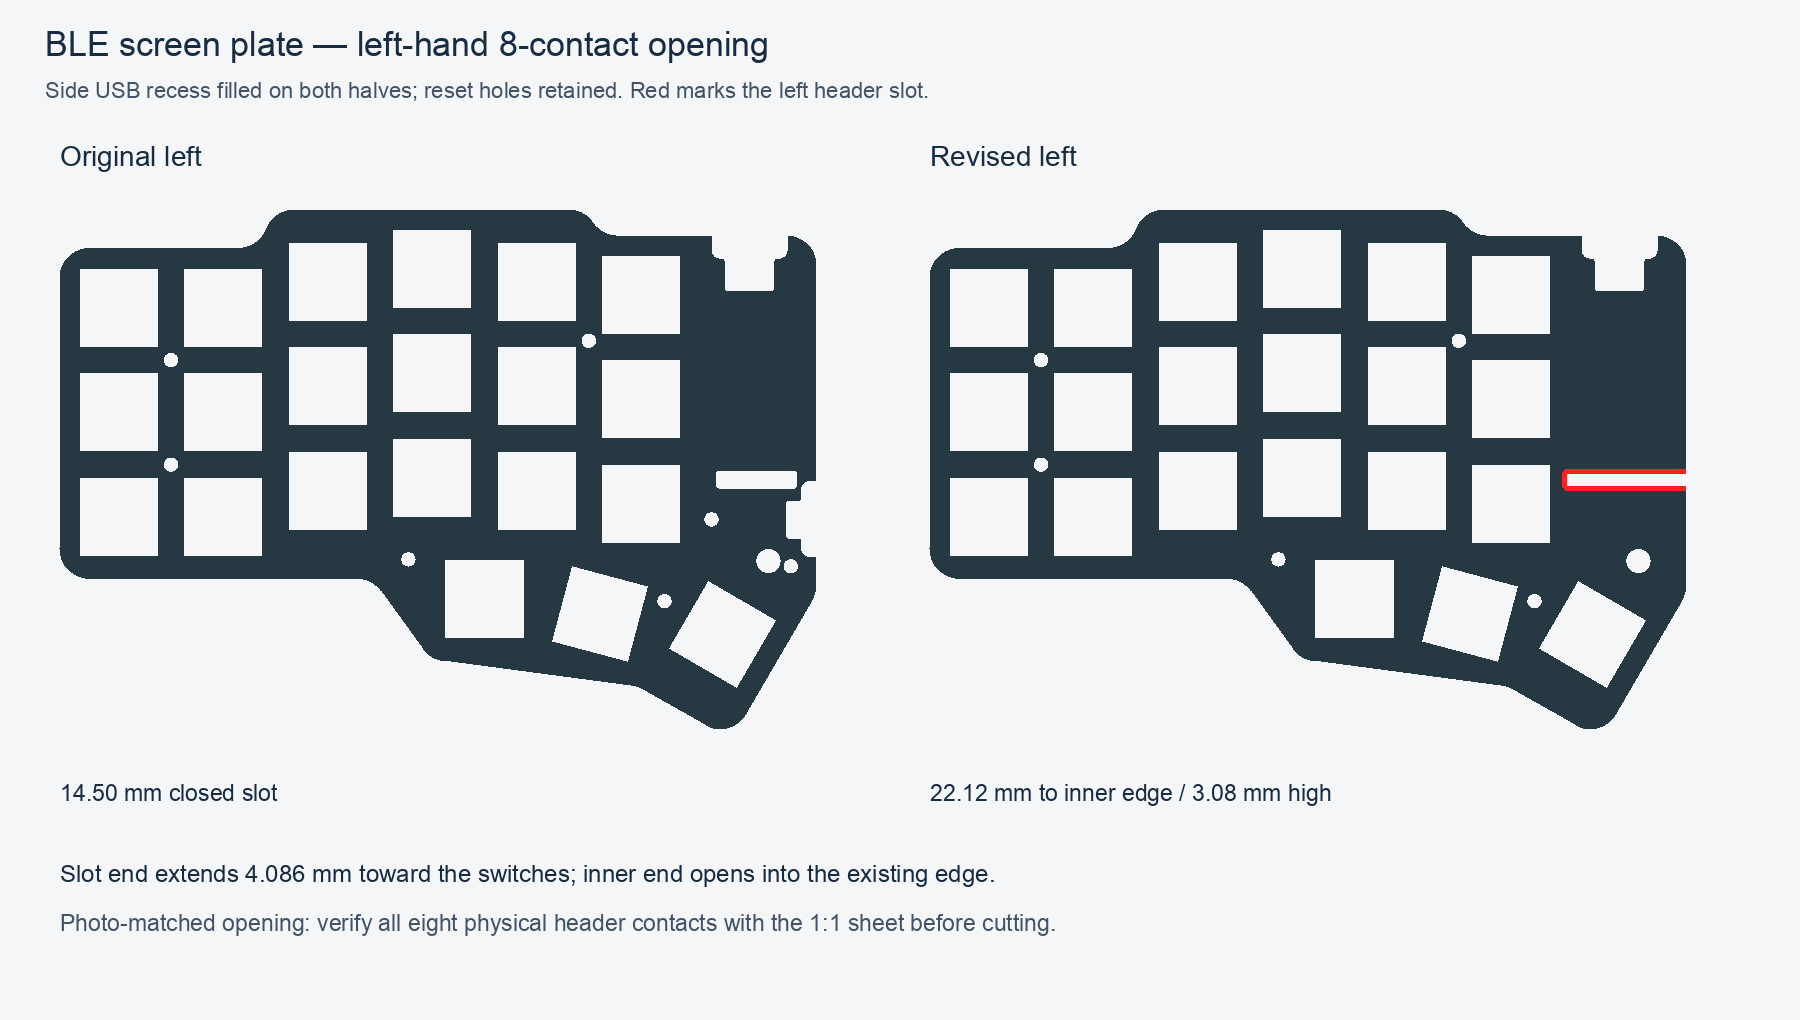 BLE screen plate — left-hand 8-contact opening
Side USB recess filled on both halves; reset holes retained. Red marks the left header slot.
Original left
Revised left
14.50 mm closed slot
22.12 mm to inner edge / 3.08 mm high
Slot end extends 4.086 mm toward the switches; inner end opens into the existing edge.
Photo-matched opening: verify all eight physical header contacts with the 1:1 sheet before cutting.